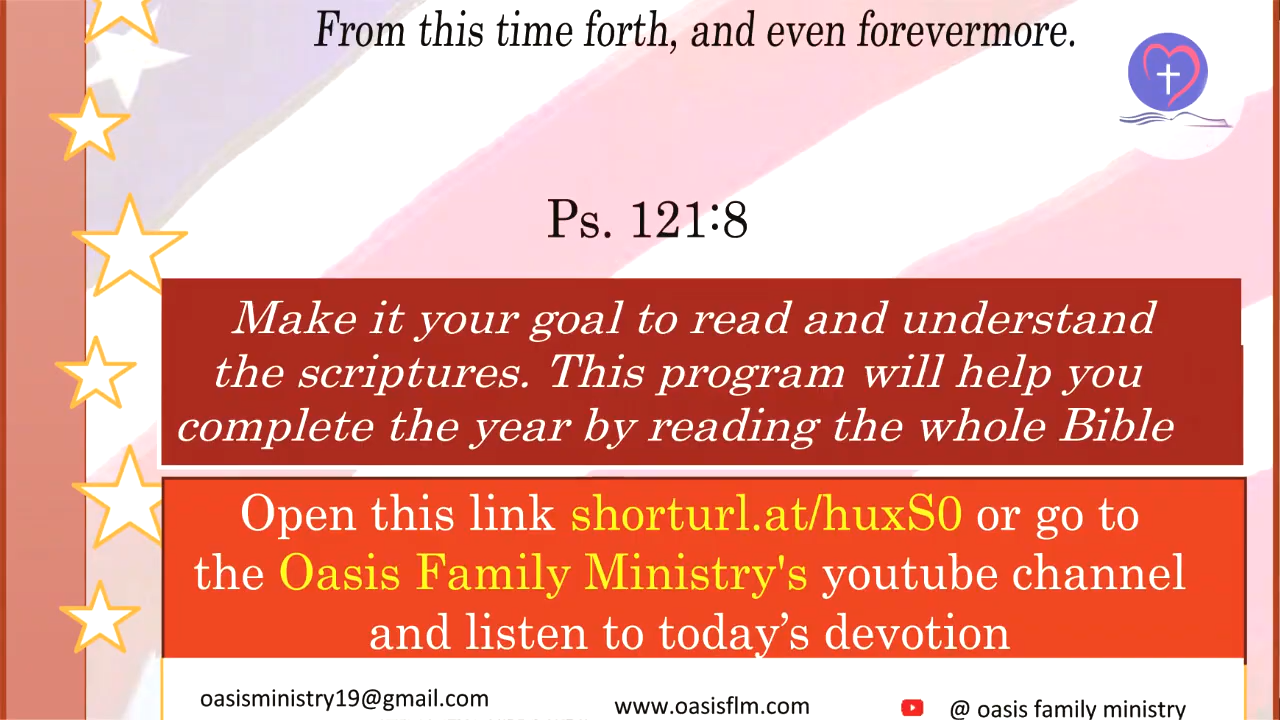 From this time forth, and even forevermore.
Ps. 121:8
Make it your goal to read and understand
the scriptures. This program will help you
complete the year by reading the whole Bible
Open this link shorturl.at/huxS0 or go to
the Oasis Family Ministry's youtube channel
and listen to today’s devotion
oasisministry19@gmail.com
www.oasisflm.com
@ oasis family ministry